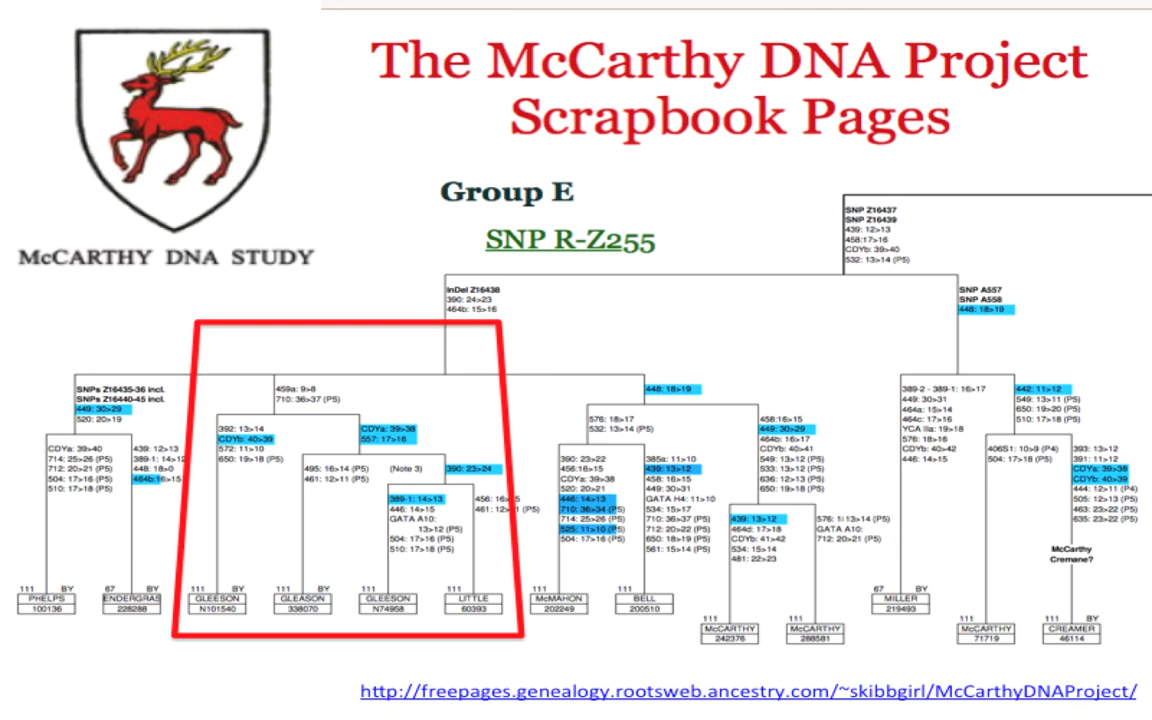 The McCarthy DNA Project
Scrapbook Pages
McCARTHY DNA STUDY
Group E
SNP R-Z255
SNP Z16437
SNP Z16439
439: 12>13
458:17>16
CDYb: 39>40
532: 13>14 (P5)
InDel Z16438
390: 24>23
464b: 15>16
SNP A557
SNP A558
448: 18>19
SNPs Z16435-36 incl.
SNPs Z16440-45 incl.
449: 30>29
520: 20>19
459a: 9>8
710: 36>37 (P5)
448: 18>19
389-2 - 389-1: 16>17
449: 30>31
464a: 15>14
464c: 17>16
YCA IIa: 19>18
576: 18>16
CDYb: 40>42
446: 14>15
442: 11>12
549: 13>11 (P5)
650: 19>20 (P5)
510: 17>18 (P5)
CDYa: 39>40
714: 25>26 (P5)
712: 20>21 (P5)
504: 17>16 (P5)
510: 17>18 (P5)
439: 12>13
389-1: 14>12
448: 18>0
464b:16>15
392: 13>14
CDYb: 40>39
572: 11>10
650: 19>18 (P5)
CDYa: 39>38
557: 17>16
495: 16>14 (P5)
461: 12>11 (P5)
(Note 3)
390: 23>24
389-1: 14>13
446: 14>15
GATA A10:
13>12 (P5)
504: 17>16 (P5)
510: 17>18 (P5)
456: 16>15
461: 12>11 (P5)
576: 18>17
532: 13>14 (P5)
390: 23>22
456:16>15
CDYa: 39>38
520: 20>21
446: 14>13
710: 36>34 (P5)
714: 25>26 (P5)
525: 11>10 (P5)
504: 17>16 (P5)
385a: 11>10
439: 13>12
458: 16>15
449: 30>31
GATA H4: 11>10
534: 15>17
710: 36>37 (P5)
712: 20>22 (P5)
650: 18>19 (P5)
561: 15>14 (P5)
458:16>15
449: 30>29
464b: 16>17
CDYb: 40>41
549: 13>12 (P5)
533: 13>12 (P5)
636: 12>13 (P5)
650: 19>18 (P5)
439: 13>12
464d: 17>18
CDYb: 41>42
534: 15>14
481: 22>23
13>14 (P5)
GATA A10:
712: 20>21 (P5)
406S1: 10>9 (P4)
504: 17>18 (P5)
393: 13>12
391: 11>12
CDYa: 39>38
CDYb: 40>39
444: 12>11 (P4)
505: 12>13 (P5)
463: 23>22 (P5)
635: 23>22 (P5)
McCarthy
Cremane?
111 BY
PHELPS
100136
67 BY
ENDERGRAS
228288
111 BY
GLEESON
N101540
111 BY
GLEASON
338070
111
GLEESON
N74958
111
LITTLE
60393
111
McMAHON
202249
111
BELL
200510
111
McCARTHY
242376
111
McCARTHY
288581
67 BY
MILLER
219493
111
McCARTHY
71719
111 BY
CREAMER
46114
http://freepages.genealogy.rootsweb.ancestry.com/~skibbgirl/McCarthyDNAProject/